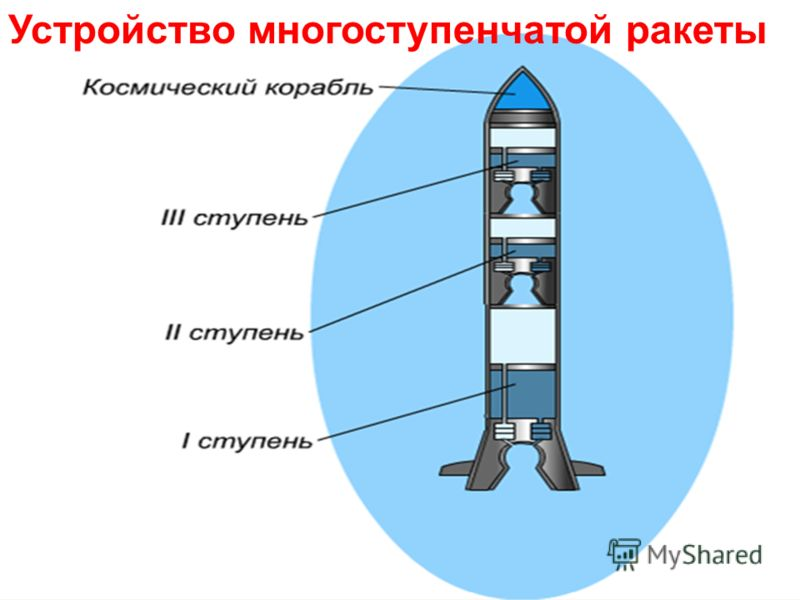 Устройство многоступенчатой ракеты
Космический корабль
III ступень
II ступень
I ступень
MyShared